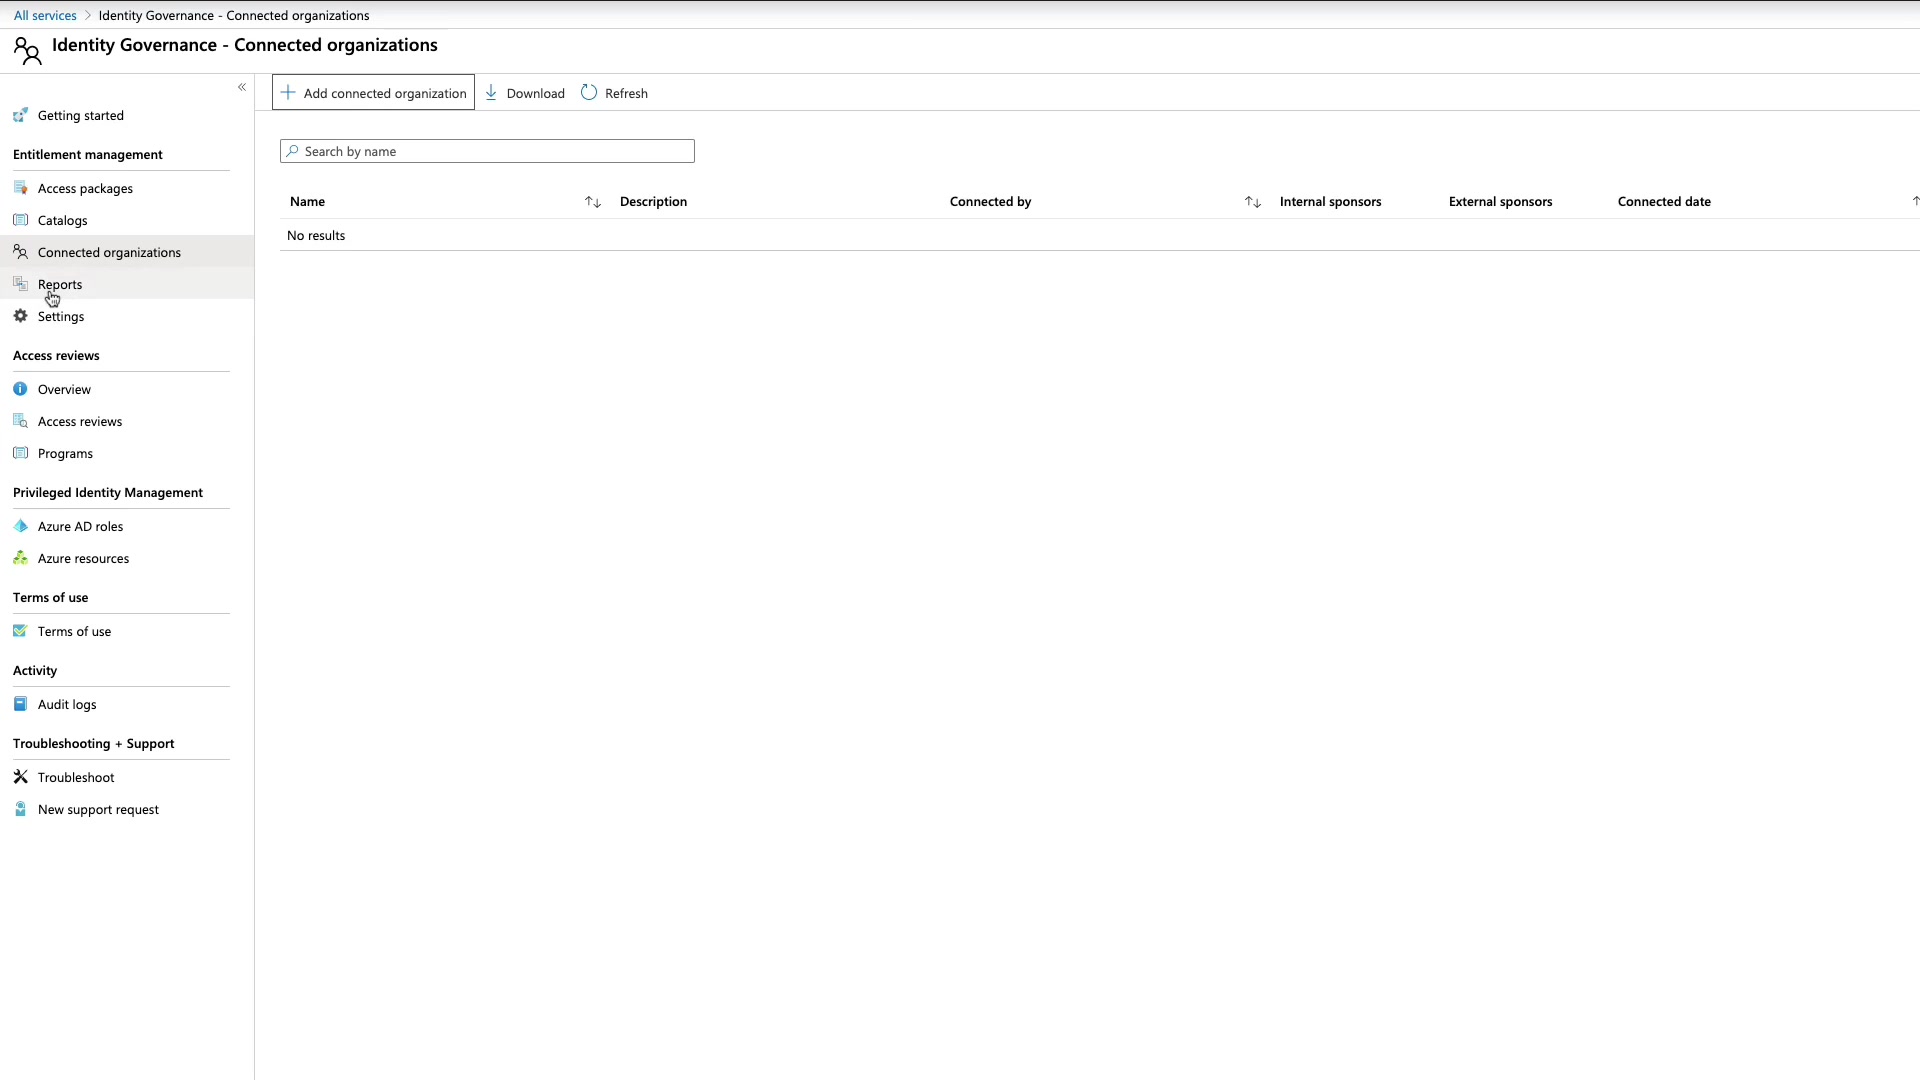 All services > Identity Governance - Connected organizations
Identity Governance - Connected organizations
«
Getting started
Entitlement management
Access packages
Catalogs
Connected organizations
Reports
Settings
Access reviews
Overview
Access reviews
Programs
Privileged Identity Management
Azure AD roles
Azure resources
Terms of use
Terms of use
Activity
Audit logs
Troubleshooting + Support
Troubleshoot
New support request
+ Add connected organization Download Refresh
Search by name
Name ↑↓ Description Connected by ↑↓ Internal sponsors External sponsors Connected date
No results